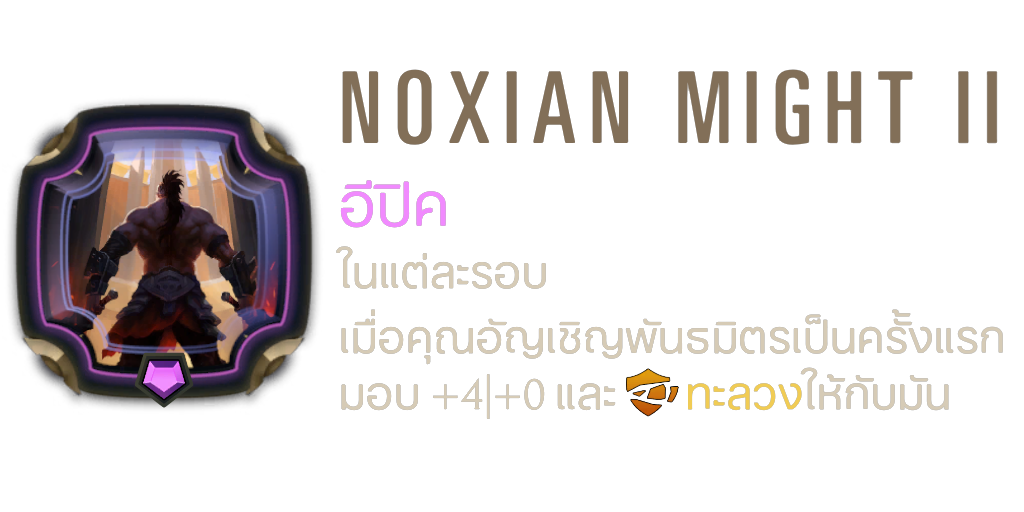 NOXIAN MIGHT II
อีปิค
ในแต่ละรอบ
เมื่อคุณอัญเชิญพันธมิตรเป็นครั้งแรก
มอบ +4|+0 และ ทะลวงให้กับมัน